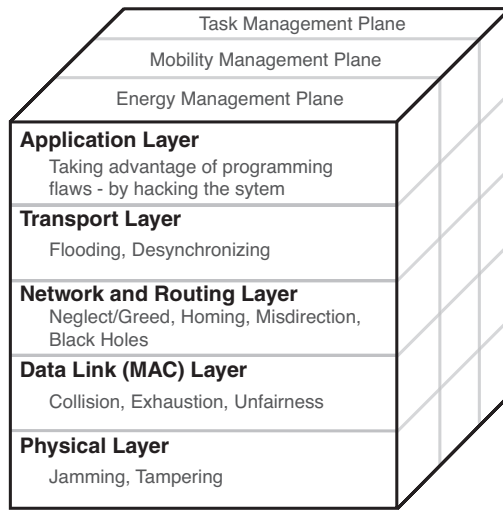 Task Management Plane
Mobility Management Plane
Energy Management Plane
Application Layer
Taking advantage of programming
flaws - by hacking the sytem
Transport Layer
Flooding, Desynchronizing
Network and Routing Layer
Neglect/Greed, Homing, Misdirection,
Black Holes
Data Link (MAC) Layer
Collision, Exhaustion, Unfairness
Physical Layer
Jamming, Tampering